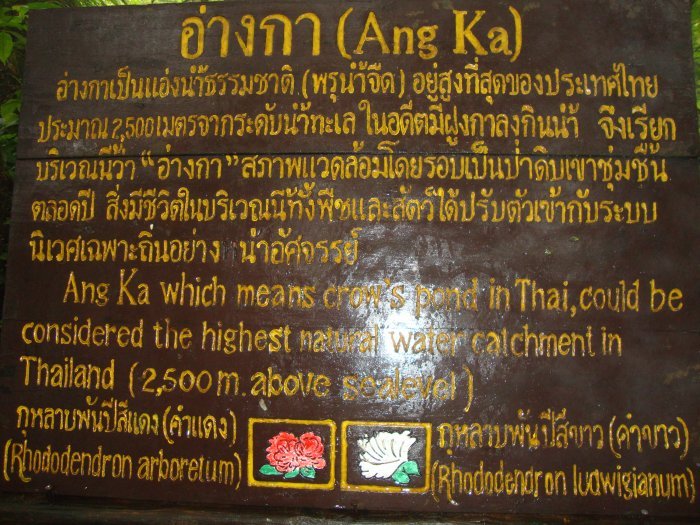 อ่างกา (Ang Ka)
อ่างกาเป็นแอ่งน้ำธรรมชาติ (พรุน้ำจืด) อยู่สูงที่สุดของประเทศไทย
ประมาณ 2,500 เมตรจากระดับน้ำทะเล ในอดีตมีฝูงกาลงกินน้ำ จึงเรียก
บริเวณนี้ว่า "อ่างกา" สภาพแวดล้อมโดยรอบเป็นป่าดิบเขาชุ่มชื้น
ตลอดปี สิ่งมีชีวิตในบริเวณนี้ทั้งพืชและสัตว์ได้ปรับตัวเข้ากับระบบ
นิเวศเฉพาะถิ่นอย่าง น่าอัศจรรย์
Ang Ka which means crow's pond in Thai, could be
considered the highest natural water catchment in
Thailand (2,500 m. above sealevel)
กุหลาบพันปีสีแดง (คำแดง)
(Rhododendron arboretum)
กุหลาบพันปีสีขาว (คำขาว)
(Rhododendron ludwigianum)